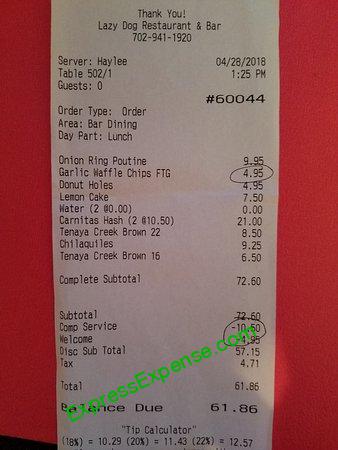 Thank You!
Lazy Dog Restaurant & Bar
702-941-1920
Server: Haylee 04/28/2018
Table 502/1 1:25 PM
Guests: 0
#60044
Order Type: Order
Area: Bar Dining
Day Part: Lunch
Onion Ring Poutine 9.95
Garlic Waffle Chips FTG 4.95
Donut Holes 4.95
Lemon Cake 7.50
Water (2 @0.00) 0.00
Carnitas Hash (2 @10.50) 21.00
Tenaya Creek Brown 22 8.50
Chilaquiles 9.25
Tenaya Creek Brown 16 6.50
Complete Subtotal 72.60
Subtotal 72.60
Comp Service -10.50
Welcome -4.95
Disc Sub Total 57.15
Tax 4.71
Total 61.86
Balance Due 61.86
"Tip Calculator"
(18%) = 10.29 (20%) = 11.43 (22%) = 12.57
ExpressExpense.com